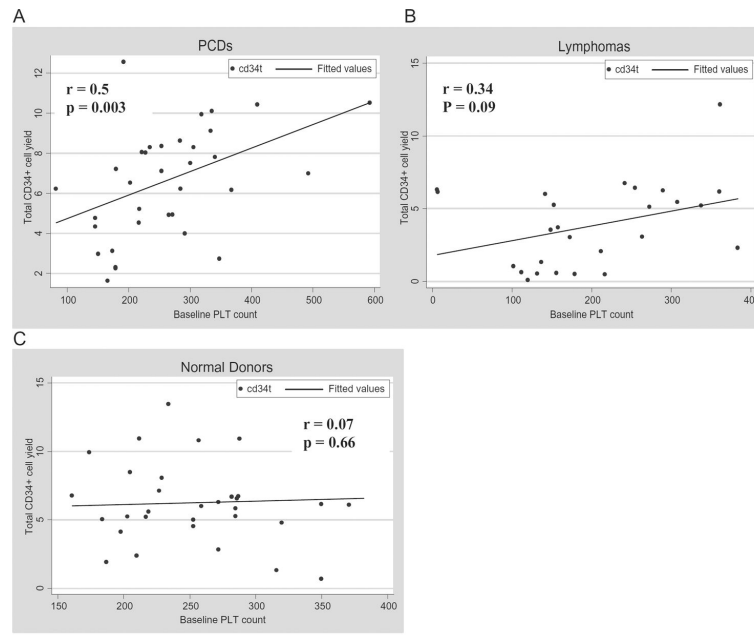 A
PCDs
cd34t
Fitted values
r = 0.5
p = 0.003
Total CD34+ cell yield
12
10
8
6
4
2
100
200
300
400
500
600
Baseline PLT count
B
Lymphomas
cd34t
Fitted values
r = 0.34
P = 0.09
Total CD34+ cell yield
15
10
5
0
0
100
200
300
400
Baseline PLT count
C
Normal Donors
cd34t
Fitted values
r = 0.07
p = 0.66
Total CD34+ cell yield
15
10
5
0
150
200
250
300
350
400
Baseline PLT count